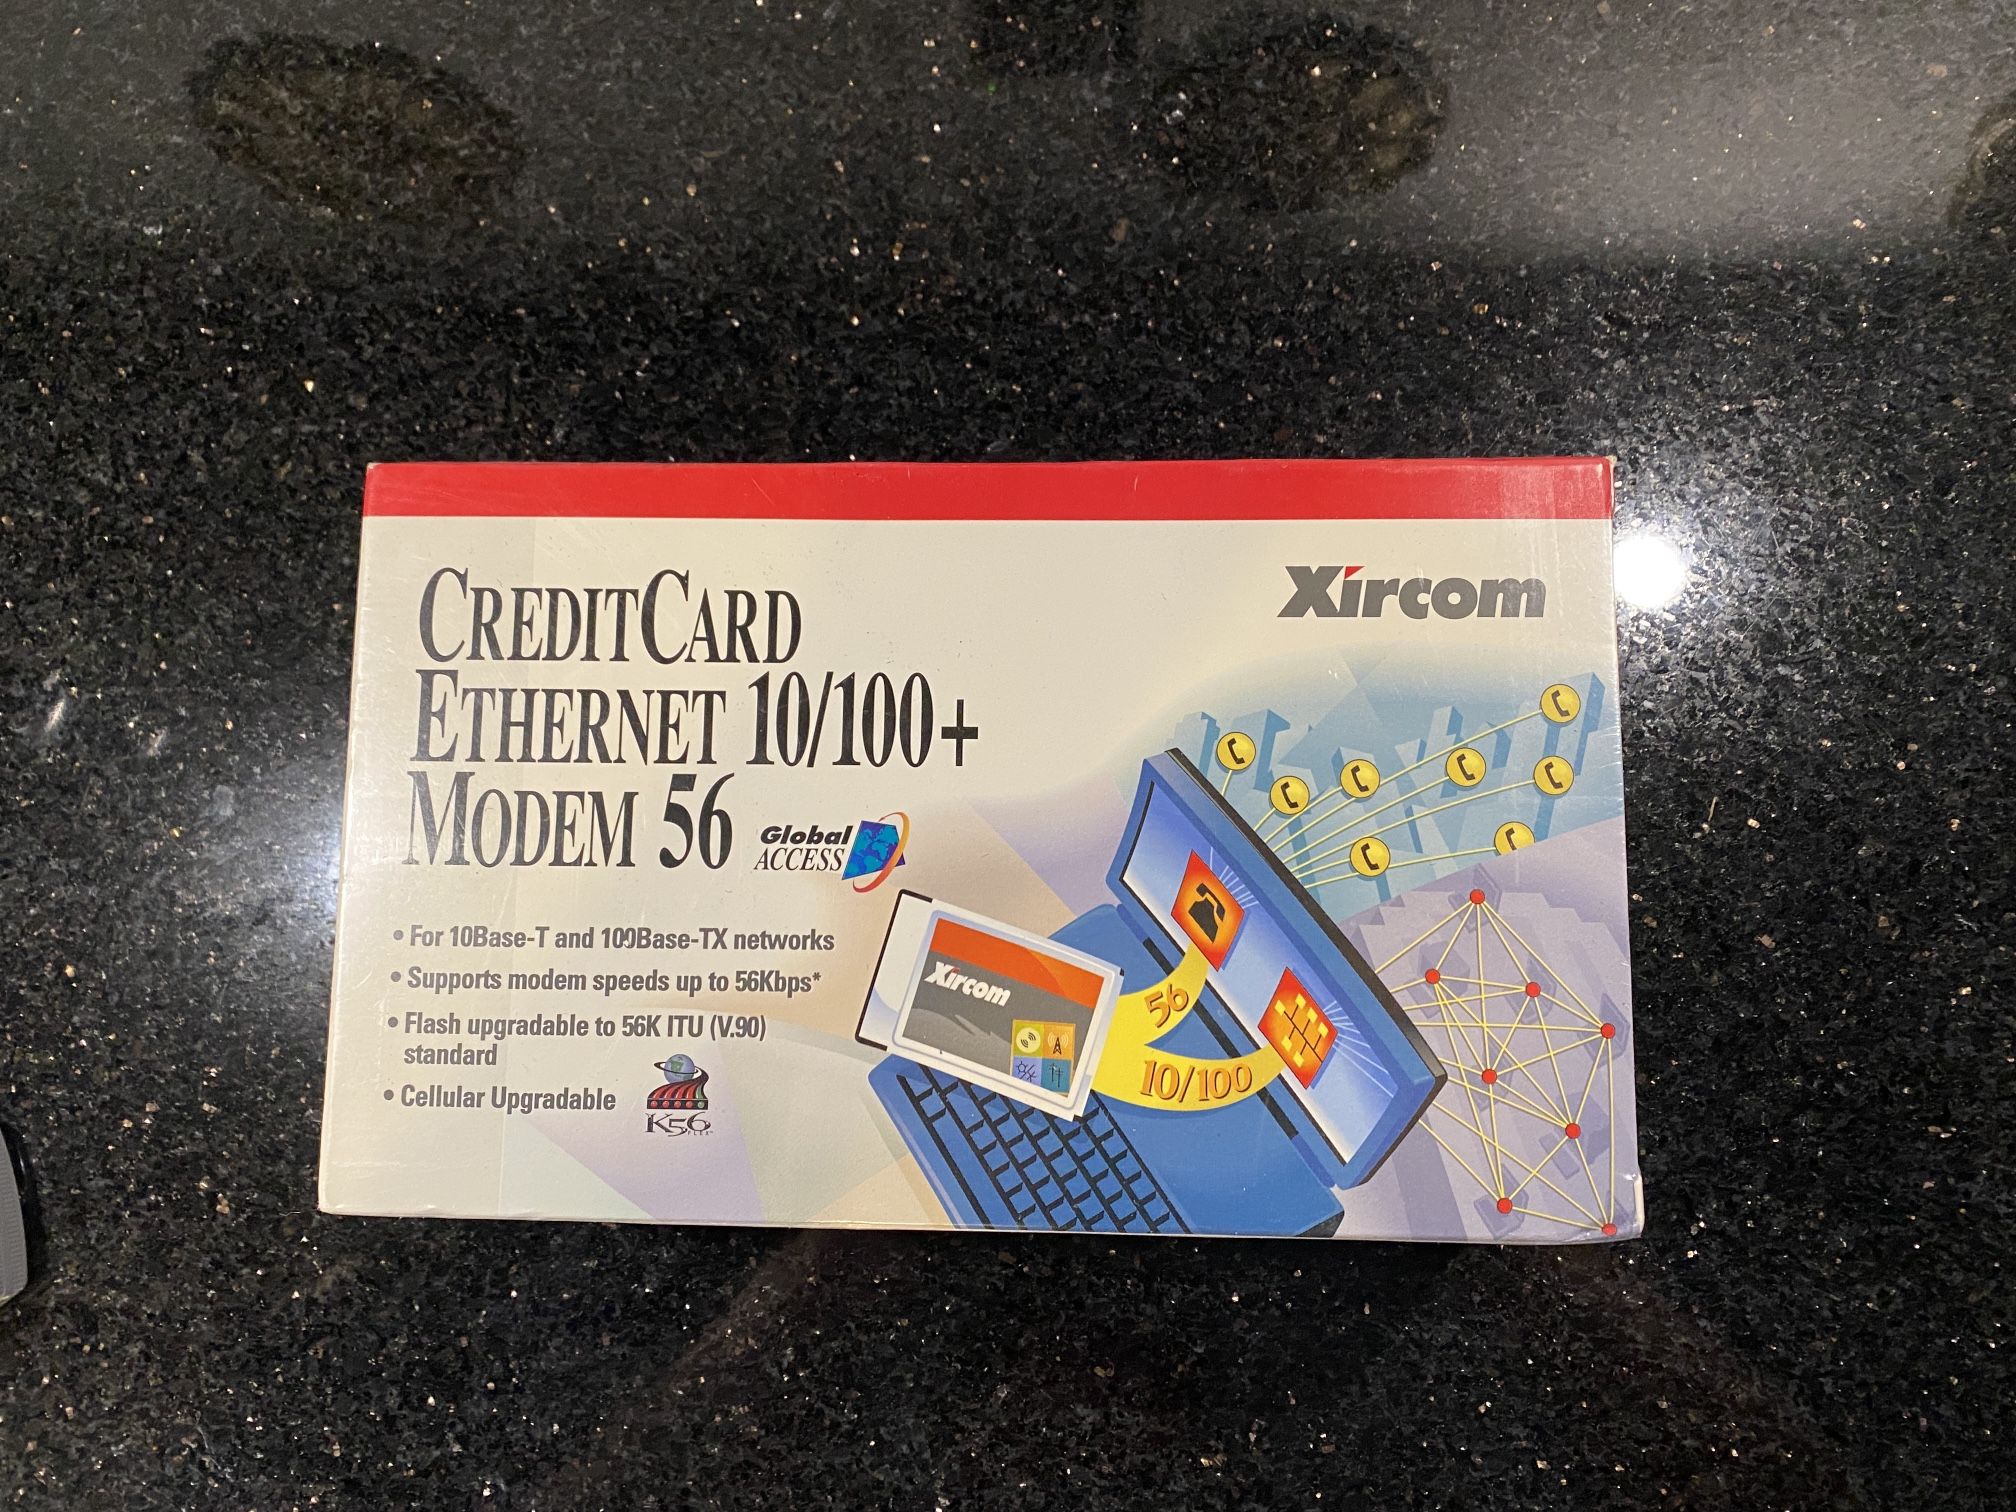 Xircom
CREDITCARD
ETHERNET 10/100+
MODEM 56
Global
ACCESS
• For 10Base-T and 100Base-TX networks
• Supports modem speeds up to 56Kbps*
• Flash upgradable to 56K ITU (V.90)
standard
• Cellular Upgradable
K56
FLEX™
Xircom
56
10/100